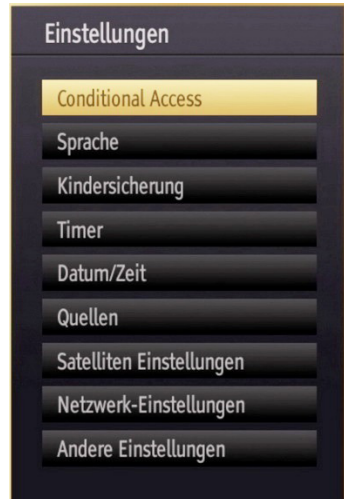 Einstellungen
Conditional Access
Sprache
Kindersicherung
Timer
Datum/Zeit
Quellen
Satelliten Einstellungen
Netzwerk-Einstellungen
Andere Einstellungen